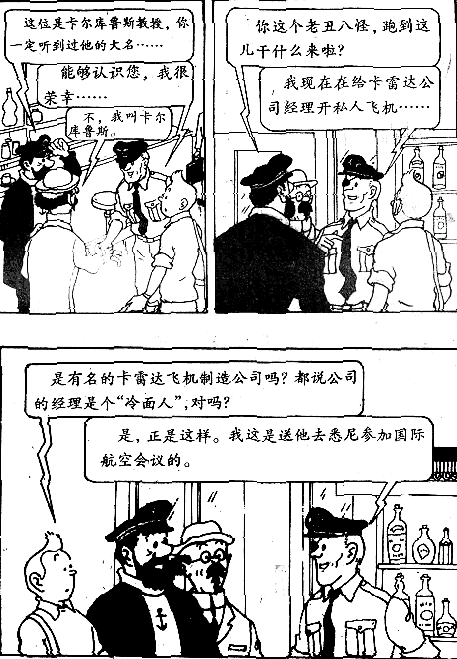 这位是卡尔库鲁斯教授，你
一定听到过他的大名……
能够认识您，我很
荣幸……
不，我叫卡尔
库鲁斯。
你这个老丑八怪，跑到这
儿干什么来啦？
我现在在给卡雷达公
司经理开私人飞机……
是有名的卡雷达飞机制造公司吗？都说公司
的经理是个“冷面人”，对吗？
是，正是这样。我这是送他去悉尼参加国际
航空会议的。